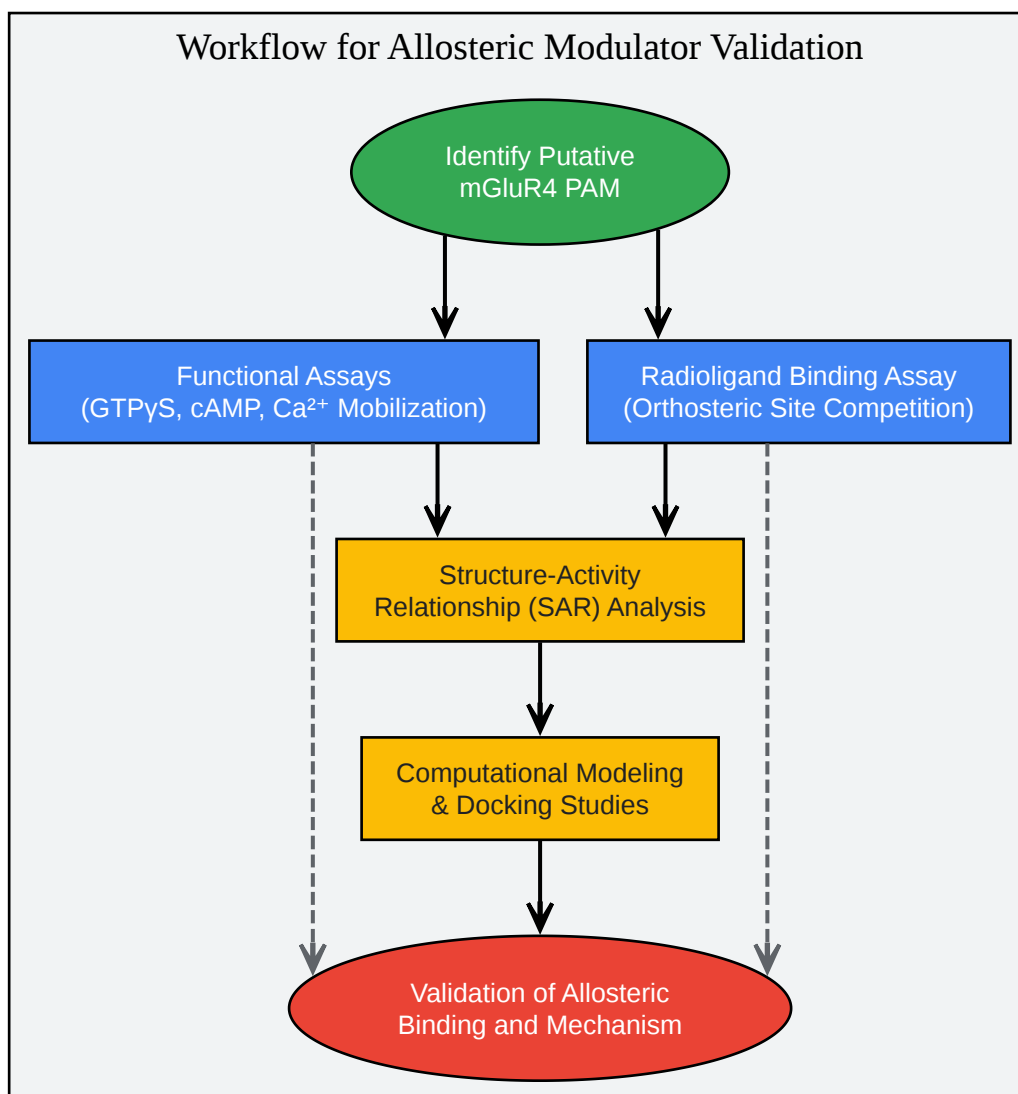 Workflow for Allosteric Modulator Validation
Identify Putative
mGluR4 PAM
Functional Assays
(GTPγS, cAMP, Ca²⁺ Mobilization)
Radioligand Binding Assay
(Orthosteric Site Competition)
Structure-Activity
Relationship (SAR) Analysis
Computational Modeling
& Docking Studies
Validation of Allosteric
Binding and Mechanism